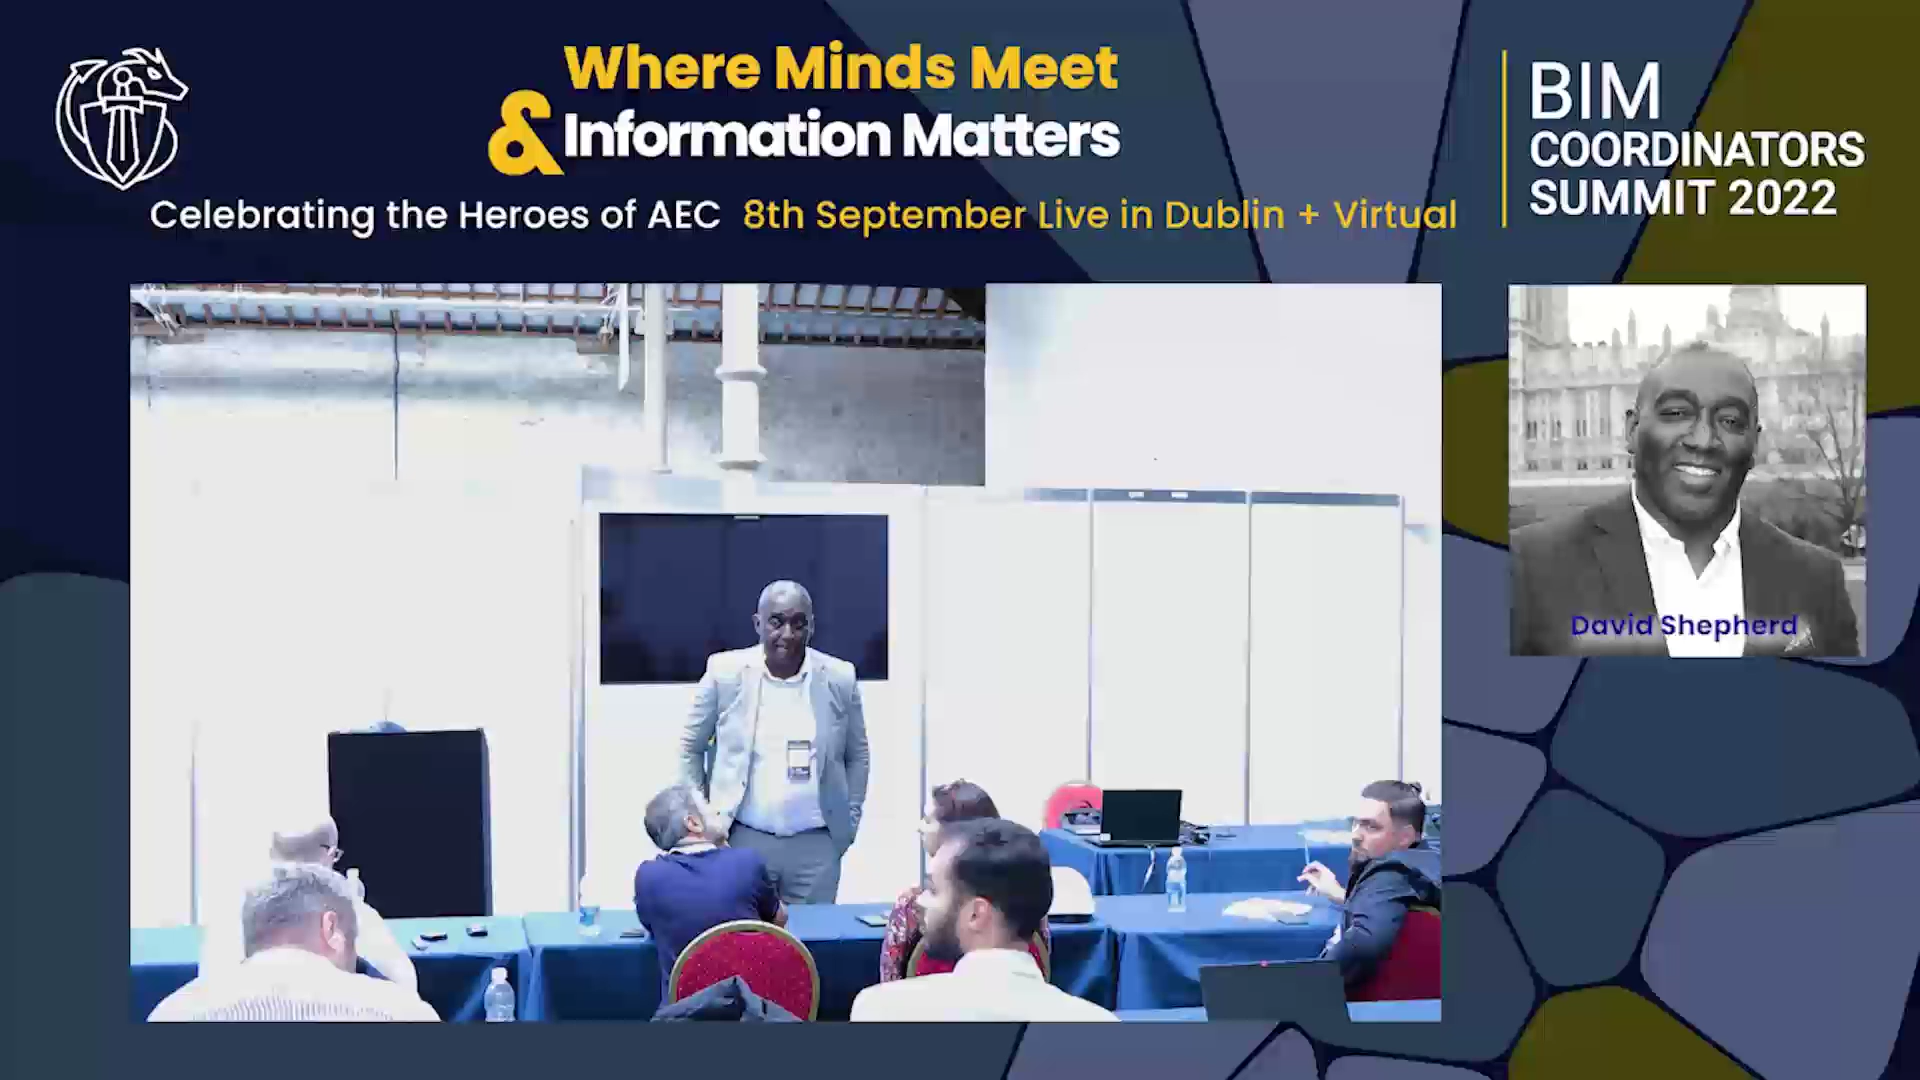 Where Minds Meet
& Information Matters
Celebrating the Heroes of AEC 8th September Live in Dublin + Virtual
BIM
COORDINATORS
SUMMIT 2022
David Shepherd